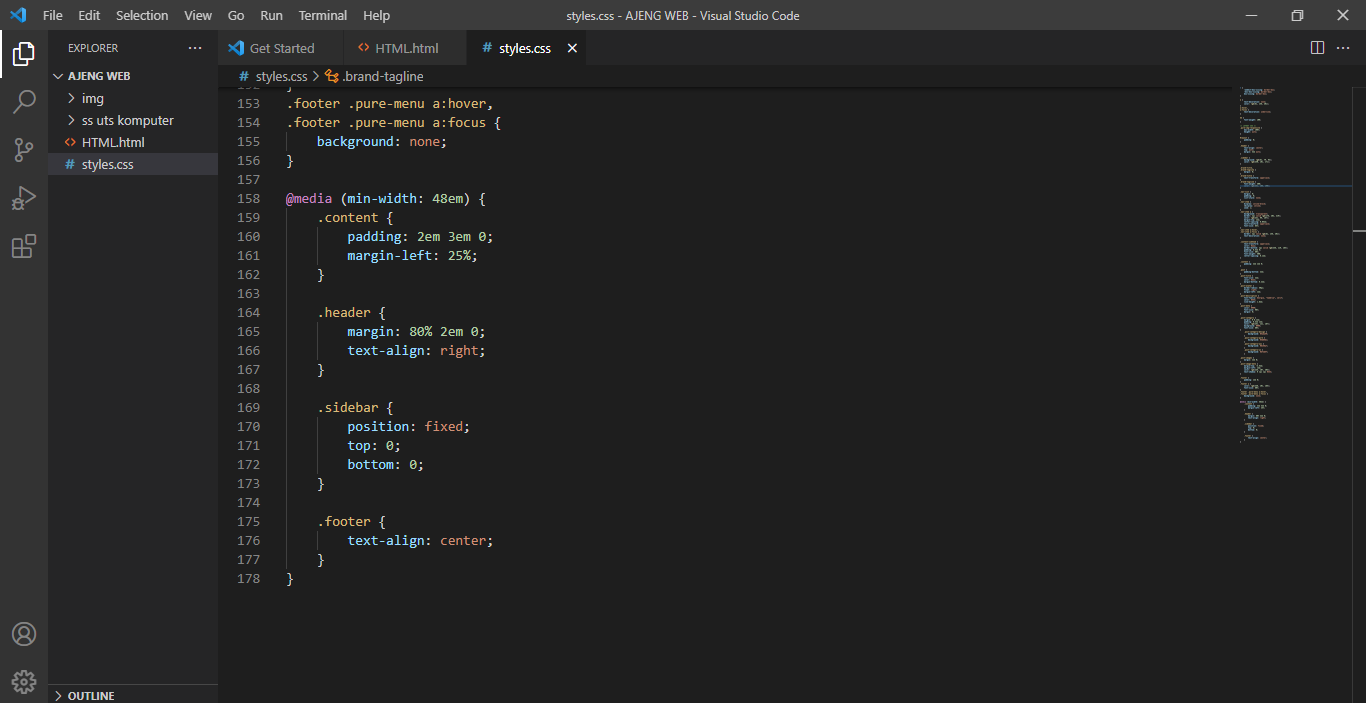 File Edit Selection View Go Run Terminal Help styles.css - AJENG WEB - Visual Studio Code
EXPLORER
Get Started HTML.html styles.css
AJENG WEB
styles.css > .brand-tagline
img
ss uts komputer
HTML.html
styles.css
153 .footer .pure-menu a:hover,
154 .footer .pure-menu a:focus {
155 background: none;
156 }
157
158 @media (min-width: 48em) {
159 .content {
160 padding: 2em 3em 0;
161 margin-left: 25%;
162 }
163
164 .header {
165 margin: 80% 2em 0;
166 text-align: right;
167 }
168
169 .sidebar {
170 position: fixed;
171 top: 0;
172 bottom: 0;
173 }
174
175 .footer {
176 text-align: center;
177 }
178 }
OUTLINE